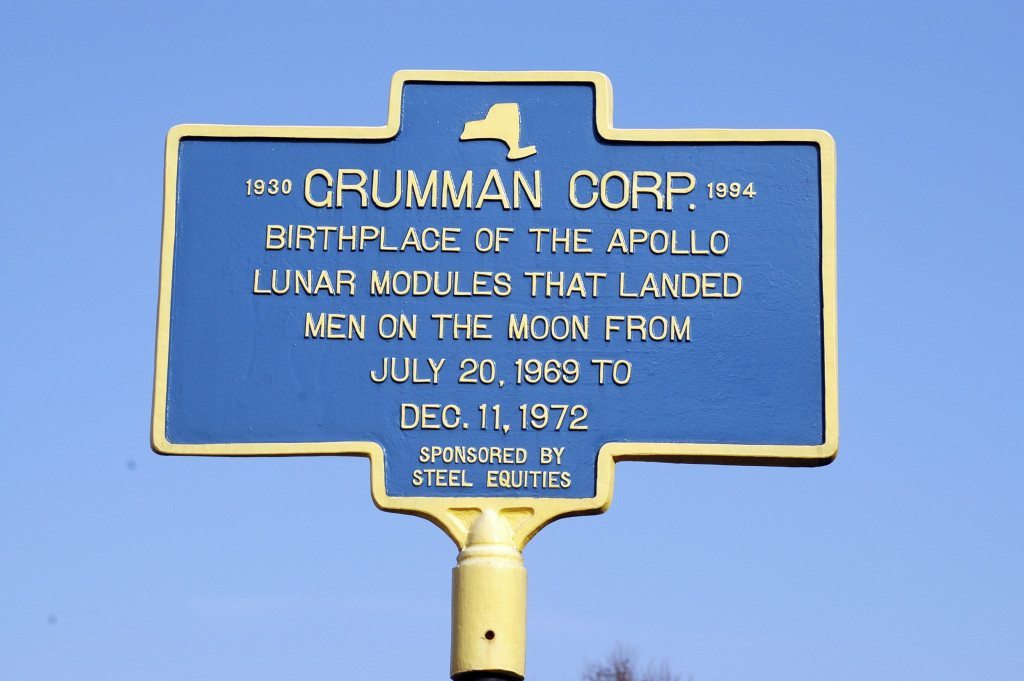 1930 GRUMMAN CORP. 1994
BIRTHPLACE OF THE APOLLO
LUNAR MODULES THAT LANDED
MEN ON THE MOON FROM
JULY 20, 1969 TO
DEC. 11, 1972
SPONSORED BY
STEEL EQUITIES